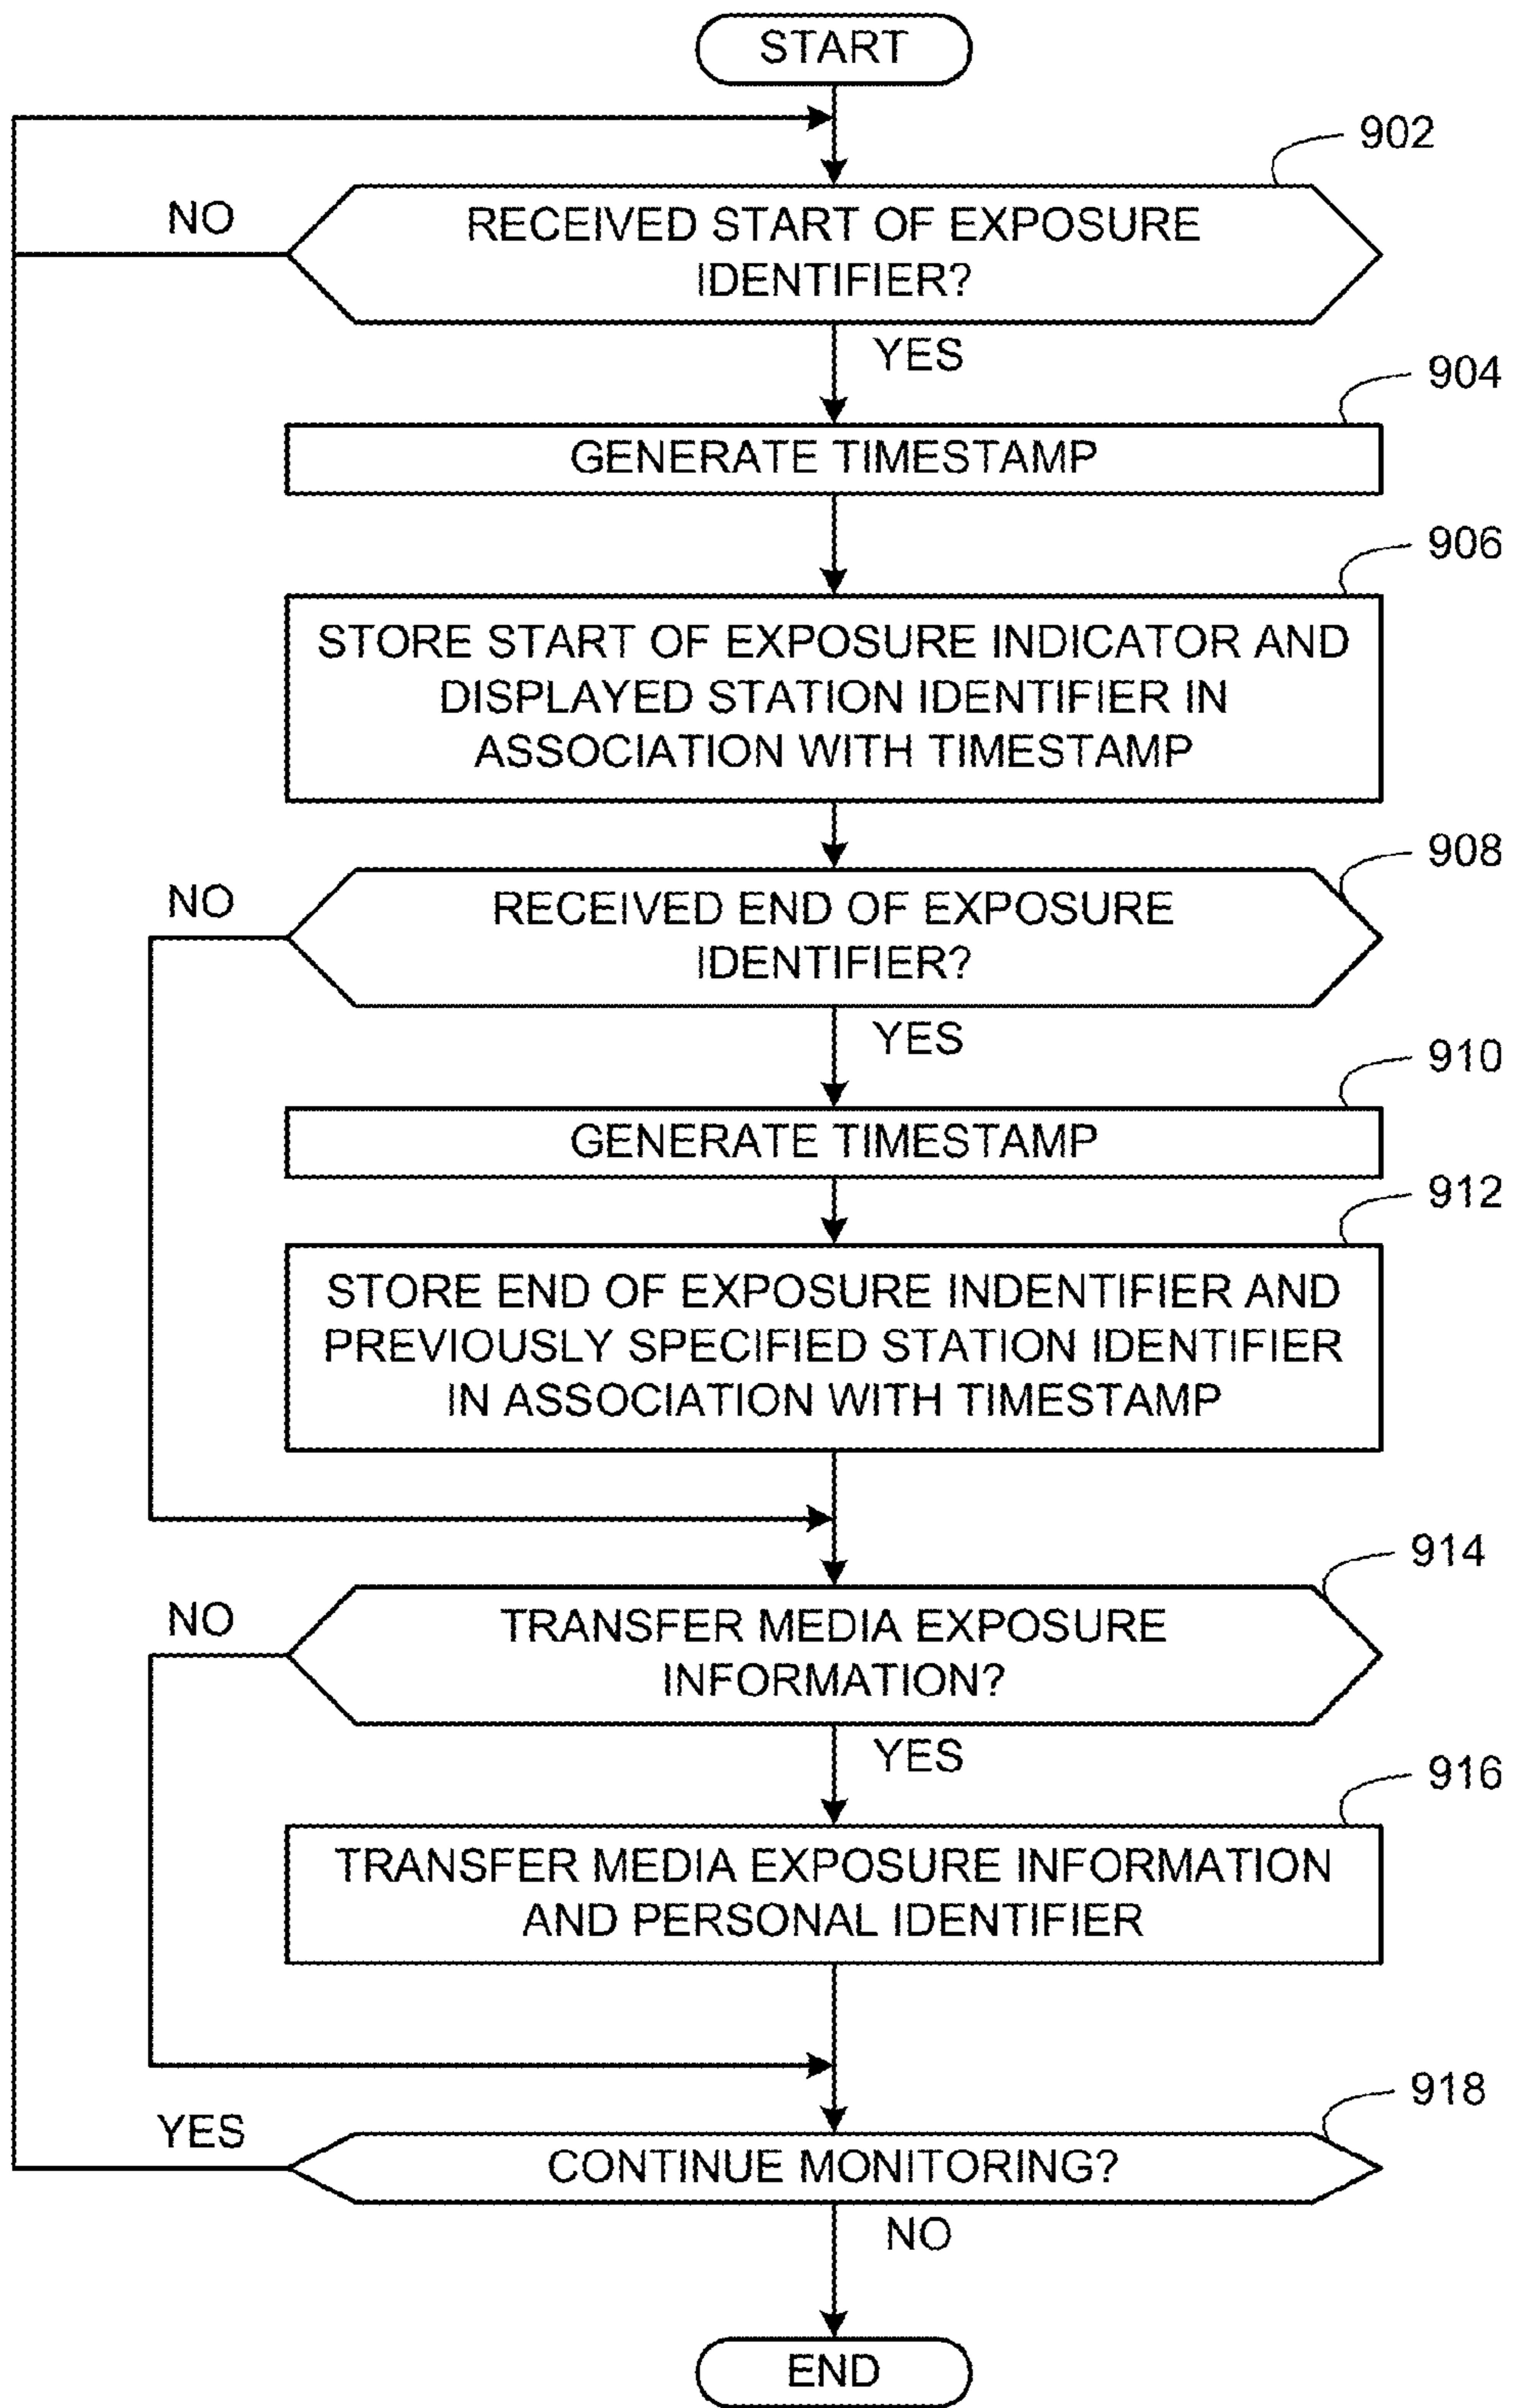 START
902
NO
RECEIVED START OF EXPOSURE
IDENTIFIER?
YES
904
GENERATE TIMESTAMP
906
STORE START OF EXPOSURE INDICATOR AND
DISPLAYED STATION IDENTIFIER IN
ASSOCIATION WITH TIMESTAMP
908
NO
RECEIVED END OF EXPOSURE
IDENTIFIER?
YES
910
GENERATE TIMESTAMP
912
STORE END OF EXPOSURE INDENTIFIER AND
PREVIOUSLY SPECIFIED STATION IDENTIFIER
IN ASSOCIATION WITH TIMESTAMP
914
NO
TRANSFER MEDIA EXPOSURE
INFORMATION?
YES
916
TRANSFER MEDIA EXPOSURE INFORMATION
AND PERSONAL IDENTIFIER
918
YES
CONTINUE MONITORING?
NO
END